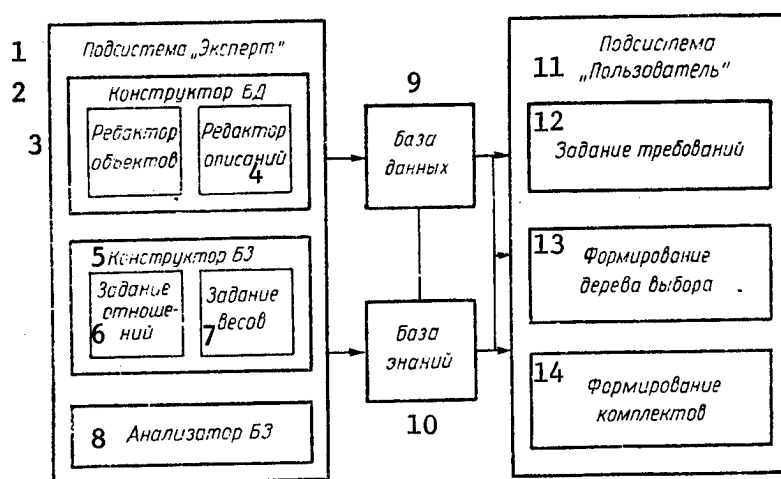 1 Подсистема „Эксперт"
2 Конструктор БД
3 Редактор
объектов
Редактор
описаний
4
5 Конструктор БЗ
Задание
отноше-
6 ний
Задание
7 весов
8 Анализатор БЗ
9
База
данных
База
знаний
10
Подсистема
11 „Пользователь"
12
Задание требований
13 Формирование
дерева выбора
14 Формирование
комплектов